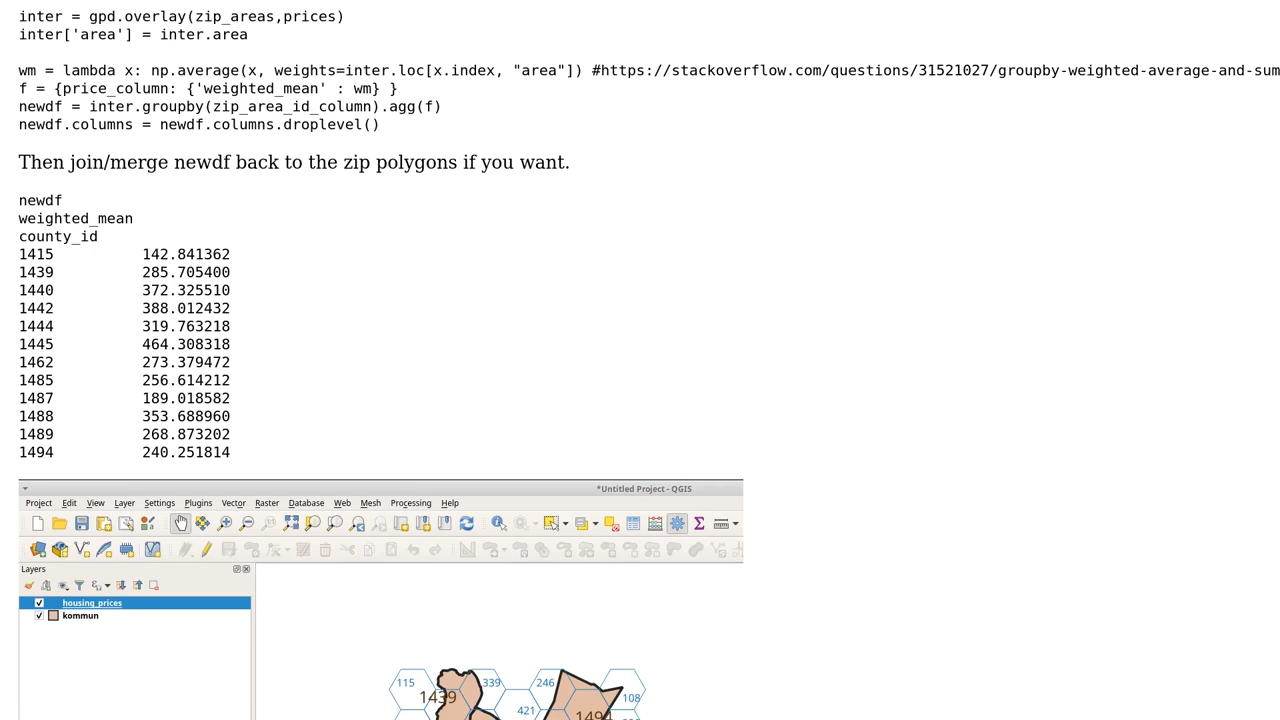 inter = gpd.overlay(zip_areas,prices)
inter['area'] = inter.area
wm = lambda x: np.average(x, weights=inter.loc[x.index, "area"]) #https://stackoverflow.com/questions/31521027/groupby-weighted-average-and-sum
f = {price_column: {'weighted_mean' : wm} }
newdf = inter.groupby(zip_area_id_column).agg(f)
newdf.columns = newdf.columns.droplevel()
Then join/merge newdf back to the zip polygons if you want.
newdf
weighted_mean
county_id
1415 142.841362
1439 285.705400
1440 372.325510
1442 388.012432
1444 319.763218
1445 464.308318
1462 273.379472
1485 256.614212
1487 189.018582
1488 353.688960
1489 268.873202
1494 240.251814
*Untitled Project - QGIS
Project Edit View Layer Settings Plugins Vector Raster Database Web Mesh Processing Help
Layers
housing_prices
kommun
115 339 246
1439 108
421 1494